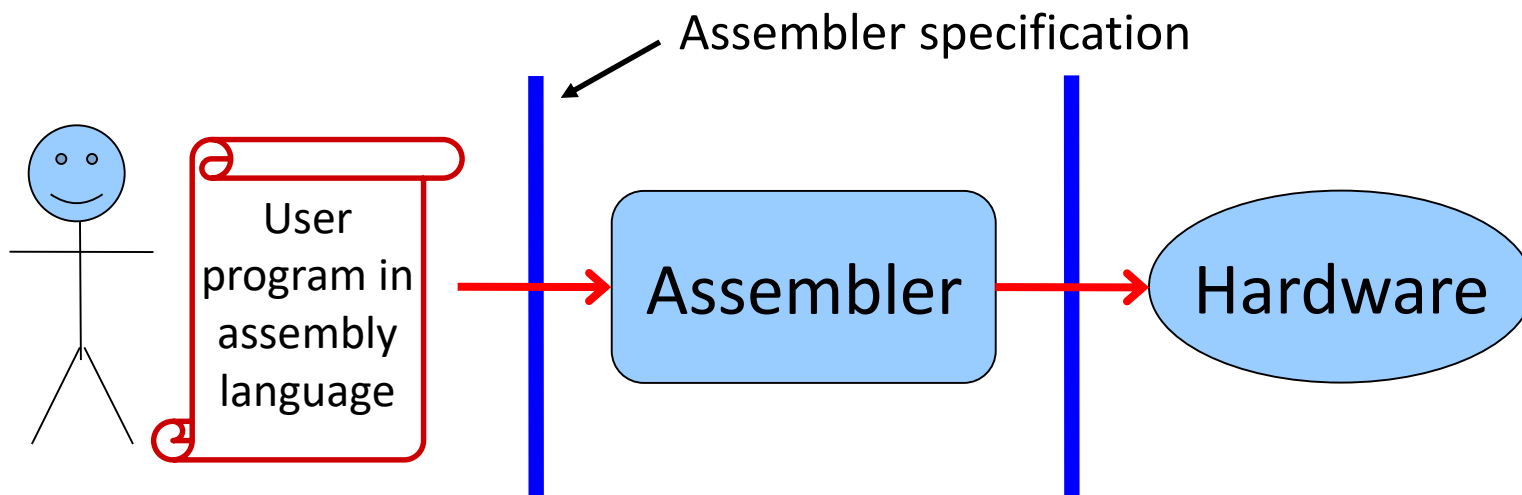 Assembler specification
User
program in
assembly
language
Assembler
Hardware